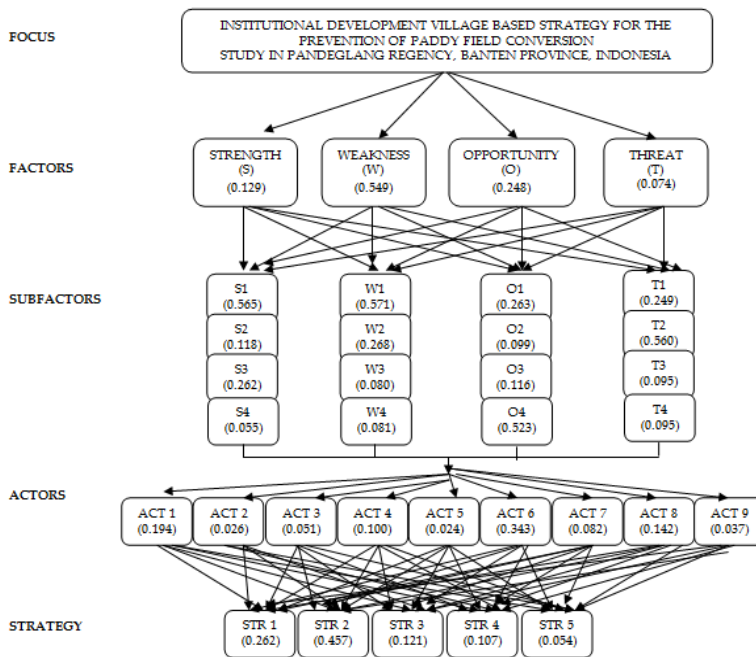 FOCUS
INSTITUTIONAL DEVELOPMENT VILLAGE BASED STRATEGY FOR THE
PREVENTION OF PADDY FIELD CONVERSION
STUDY IN PANDEGLANG REGENCY, BANTEN PROVINCE, INDONESIA
FACTORS
STRENGTH
(S)
(0.129)
WEAKNESS
(W)
(0.549)
OPPORTUNITY
(O)
(0.248)
THREAT
(T)
(0.074)
SUBFACTORS
S1
(0.565)
S2
(0.118)
S3
(0.262)
S4
(0.055)
W1
(0.571)
W2
(0.268)
W3
(0.080)
W4
(0.081)
O1
(0.263)
O2
(0.099)
O3
(0.116)
O4
(0.523)
T1
(0.249)
T2
(0.560)
T3
(0.095)
T4
(0.095)
ACTORS
ACT 1
(0.194)
ACT 2
(0.026)
ACT 3
(0.051)
ACT 4
(0.100)
ACT 5
(0.024)
ACT 6
(0.343)
ACT 7
(0.082)
ACT 8
(0.142)
ACT 9
(0.037)
STRATEGY
STR 1
(0.262)
STR 2
(0.457)
STR 3
(0.121)
STR 4
(0.107)
STR 5
(0.054)